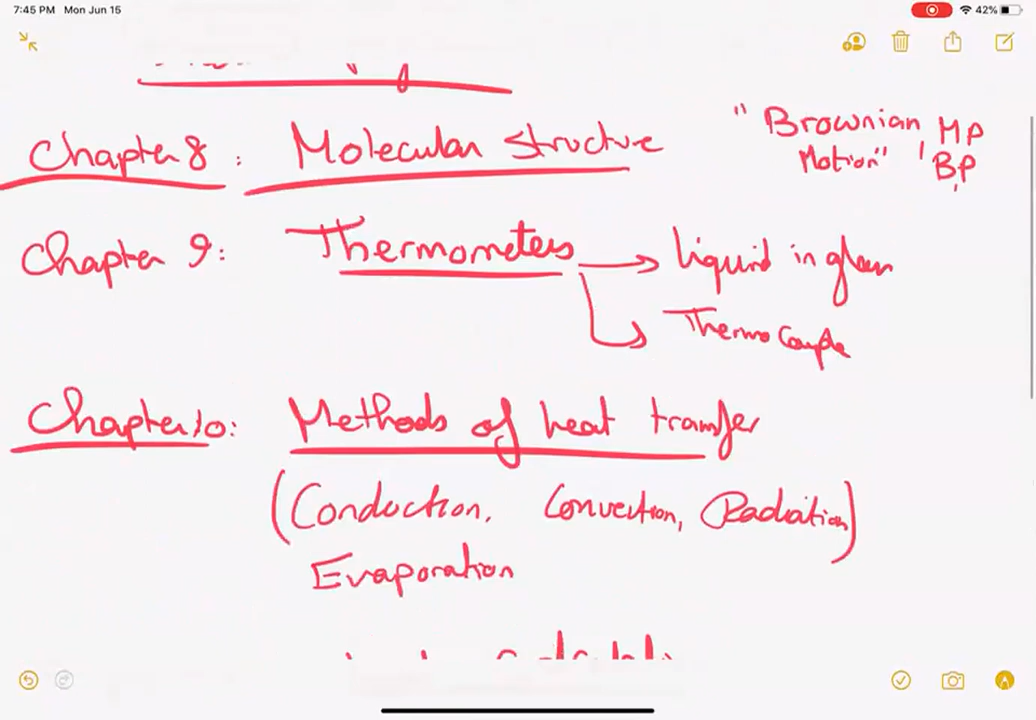 7:45 PM Mon Jun 15
42%
Chapter 8 : Molecular Structure
"Brownian MP
Motion" ' BP
Chapter 9: Thermometers → Liquid in glass
Thermo Couple
Chapter 10: Methods of heat transfer
(Conduction, Convection, Radiation)
Evaporation